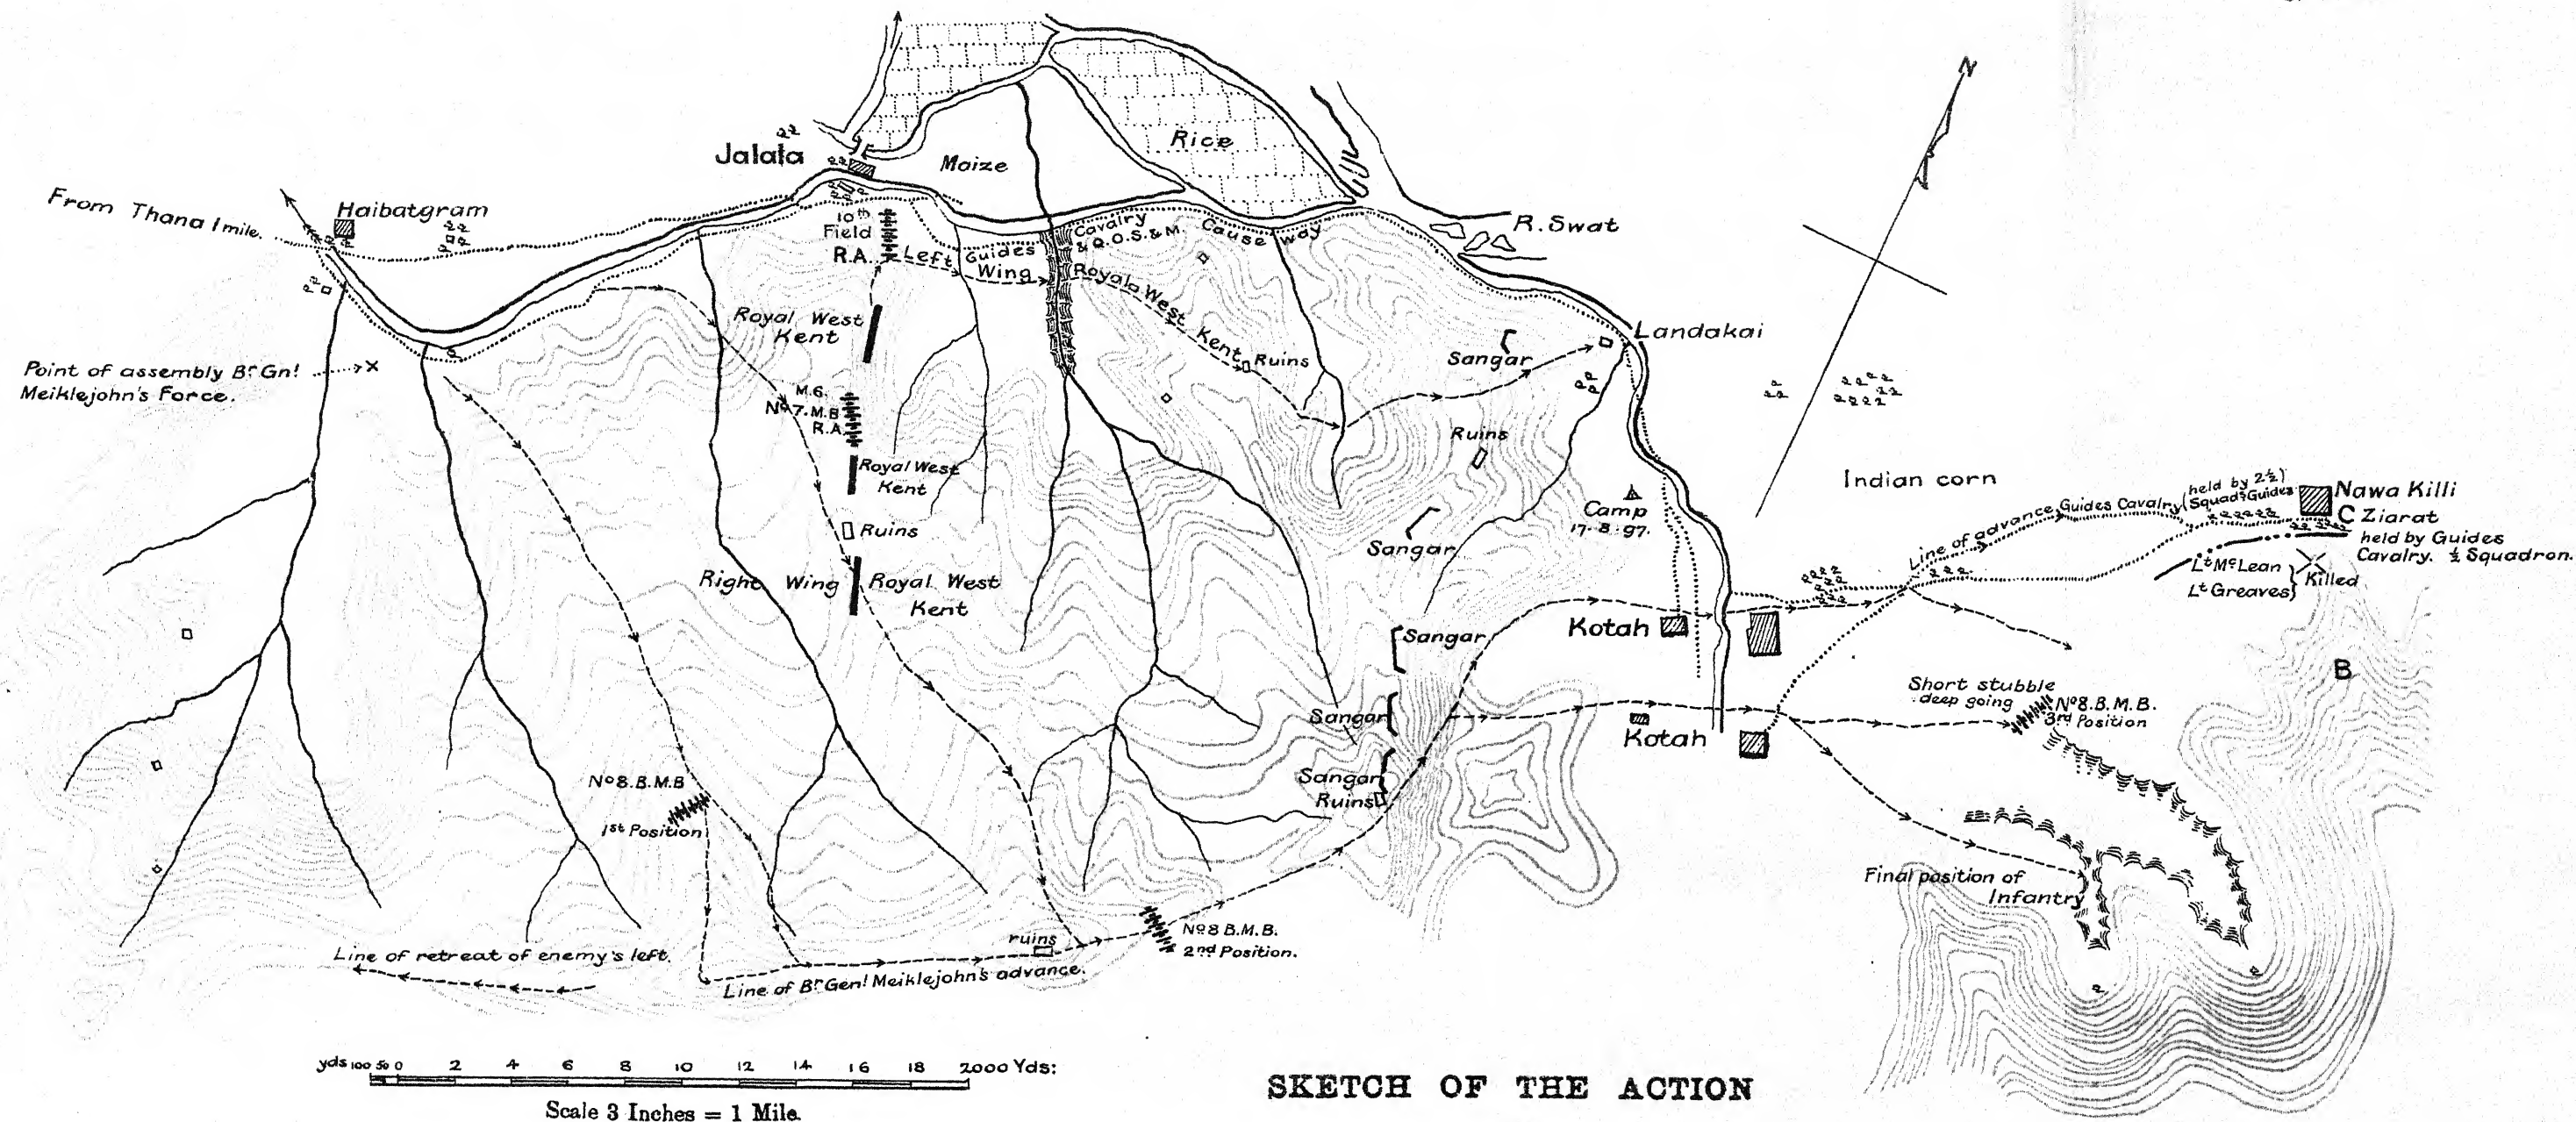 N
Jalala
Maize
Rice
From Thana 1 mile.
Haibatgram
10th
Field
R.A.
Left
Guides
Wing
Cavalry
& Q.O.S.& M.
Cause way
R. Swat
Royal West Kent
Ruins
Royal West
Kent
Landakai
Sangar
Point of assembly Br Gnl
Meiklejohn's Force.
M.G.
No 7. M.B
R.A.
Royal West
Kent
Ruins
Ruins
Sangar
Camp
17-8-97.
Indian corn
Line of advance Guides Cavalry
(held by 2½)
(Squads Guides
Nawa Killi
C Ziarat
held by Guides
Cavalry. ½ Squadron.
Lt McLean
Lt Greaves
Killed
Right Wing
Royal West
Kent
Sangar
Kotah
B
Short stubble
deep going
No 8. B.M.B.
3rd Position
Sangar
Kotah
Sangar
Ruins
No 8. B.M.B
1st Position
Final position of
Infantry
Line of retreat of enemy's left.
ruins
No 8 B.M.B.
2nd Position.
Line of Br Genl Meiklejohn's advance.
yds 100 50 0 2 4 6 8 10 12 14 16 18 2000 Yds:
Scale 3 Inches = 1 Mile.
SKETCH OF THE ACTION